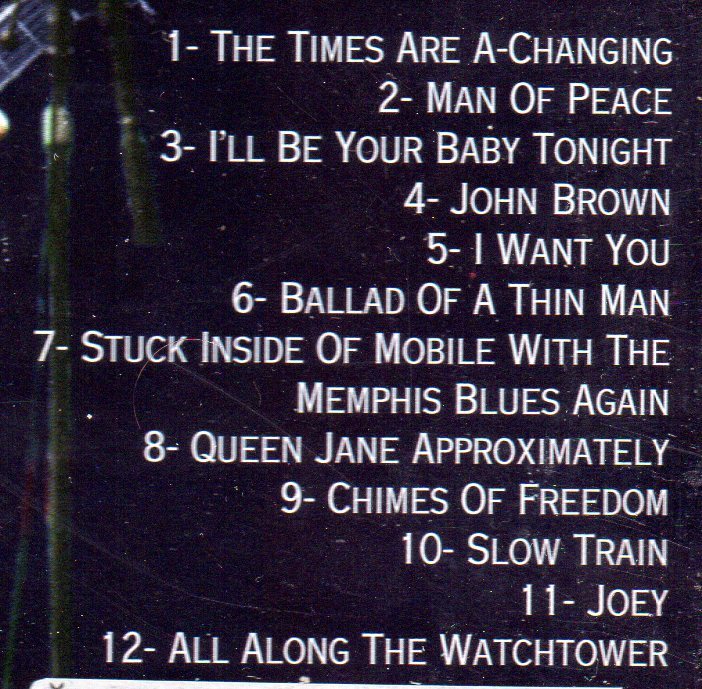 1- The Times Are A-Changing
2- Man Of Peace
3- I'll Be Your Baby Tonight
4- John Brown
5- I Want You
6- Ballad Of A Thin Man
7- Stuck Inside Of Mobile With The
Memphis Blues Again
8- Queen Jane Approximately
9- Chimes Of Freedom
10- Slow Train
11- Joey
12- All Along The Watchtower